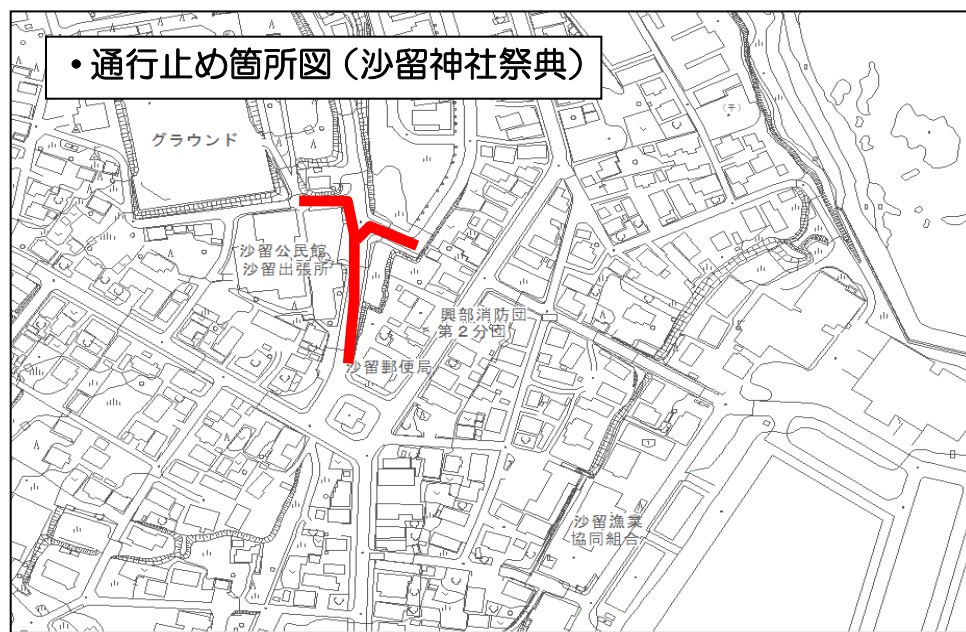 ・通行止め箇所図（沙留神社祭典）
グラウンド
（干）
沙留公民館
沙留出張所
興部消防団
第２分団
沙留郵便局
沙留漁業
協同組合